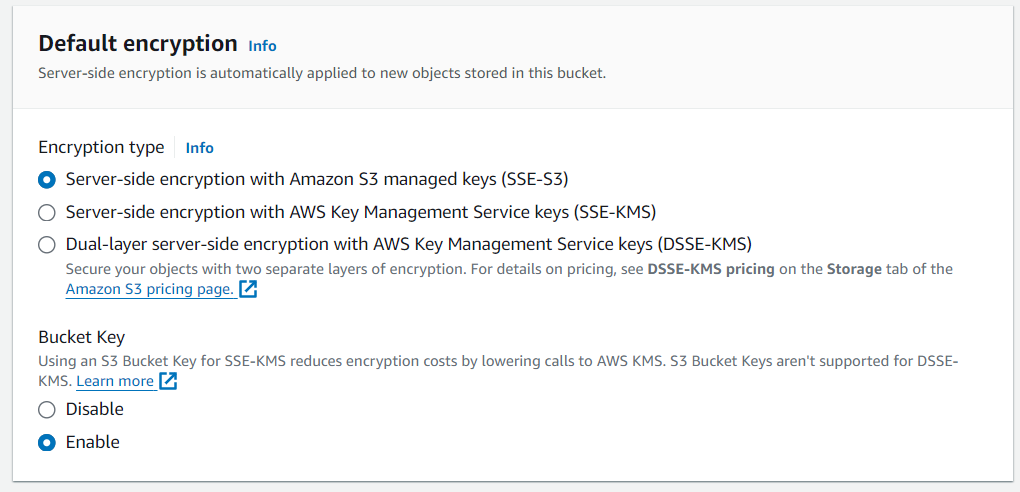 Default encryption Info
Server-side encryption is automatically applied to new objects stored in this bucket.
Encryption type Info
Server-side encryption with Amazon S3 managed keys (SSE-S3)
Server-side encryption with AWS Key Management Service keys (SSE-KMS)
Dual-layer server-side encryption with AWS Key Management Service keys (DSSE-KMS)
Secure your objects with two separate layers of encryption. For details on pricing, see DSSE-KMS pricing on the Storage tab of the
Amazon S3 pricing page.
Bucket Key
Using an S3 Bucket Key for SSE-KMS reduces encryption costs by lowering calls to AWS KMS. S3 Bucket Keys aren't supported for DSSE-
KMS. Learn more
Disable
Enable